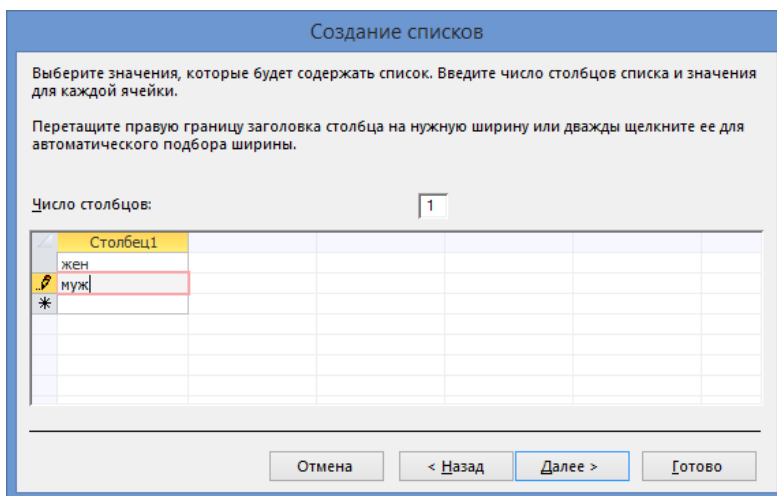 Создание списков
Выберите значения, которые будет содержать список. Введите число столбцов списка и значения
для каждой ячейки.
Перетащите правую границу заголовка столбца на нужную ширину или дважды щелкните ее для
автоматического подбора ширины.
Число столбцов: 1
Столбец1
жен
муж
Отмена < Назад Далее > Готово